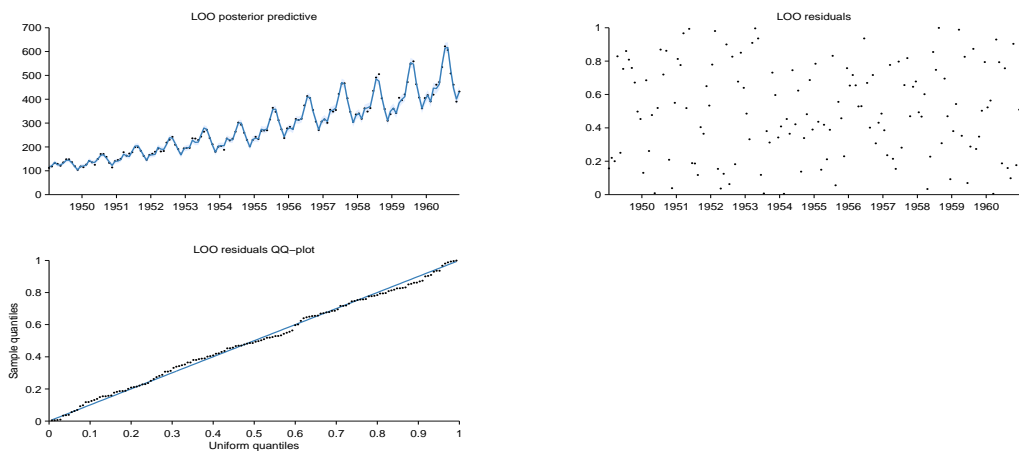 LOO posterior predictive
700
600
500
400
300
200
100
0
1950 1951 1952 1953 1954 1955 1956 1957 1958 1959 1960
LOO residuals
1
0.8
0.6
0.4
0.2
0
1950 1951 1952 1953 1954 1955 1956 1957 1958 1959 1960
LOO residuals QQ−plot
Sample quantiles
1
0.8
0.6
0.4
0.2
0
0 0.1 0.2 0.3 0.4 0.5 0.6 0.7 0.8 0.9 1
Uniform quantiles